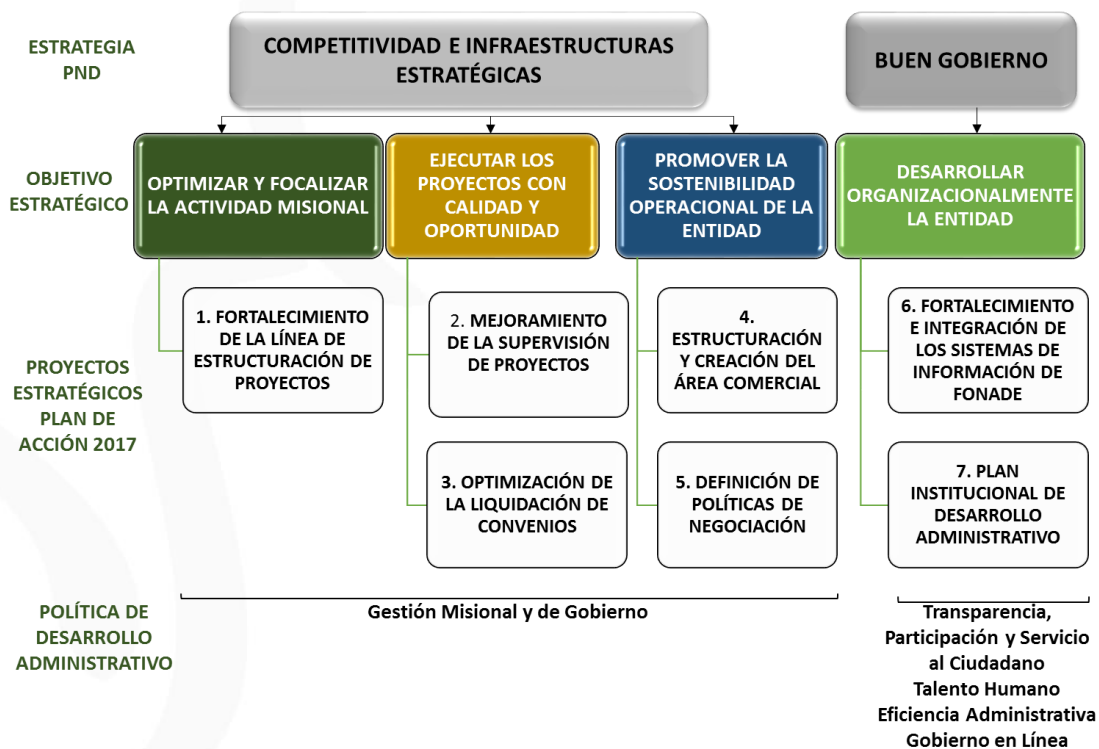 ESTRATEGIA
PND
COMPETITIVIDAD E INFRAESTRUCTURAS
ESTRATÉGICAS
BUEN GOBIERNO
OBJETIVO
ESTRATÉGICO
OPTIMIZAR Y FOCALIZAR
LA ACTIVIDAD MISIONAL
EJECUTAR LOS
PROYECTOS CON
CALIDAD Y
OPORTUNIDAD
PROMOVER LA
SOSTENIBILIDAD
OPERACIONAL DE LA
ENTIDAD
DESARROLLAR
ORGANIZACIONALMENTE
LA ENTIDAD
PROYECTOS
ESTRATÉGICOS
PLAN DE
ACCIÓN 2017
1. FORTALECIMIENTO
DE LA LÍNEA DE
ESTRUCTURACIÓN DE
PROYECTOS
2. MEJORAMIENTO
DE LA SUPERVISIÓN
DE PROYECTOS
4.
ESTRUCTURACIÓN
Y CREACIÓN DEL
ÁREA COMERCIAL
6. FORTALECIMIENTO
E INTEGRACIÓN DE
LOS SISTEMAS DE
INFORMACIÓN DE
FONADE
3. OPTIMIZACIÓN DE
LA LIQUIDACIÓN DE
CONVENIOS
5. DEFINICIÓN DE
POLÍTICAS DE
NEGOCIACIÓN
7. PLAN
INSTITUCIONAL DE
DESARROLLO
ADMINISTRATIVO
POLÍTICA DE
DESARROLLO
ADMINISTRATIVO
Gestión Misional y de Gobierno
Transparencia,
Participación y Servicio
al Ciudadano
Talento Humano
Eficiencia Administrativa
Gobierno en Línea